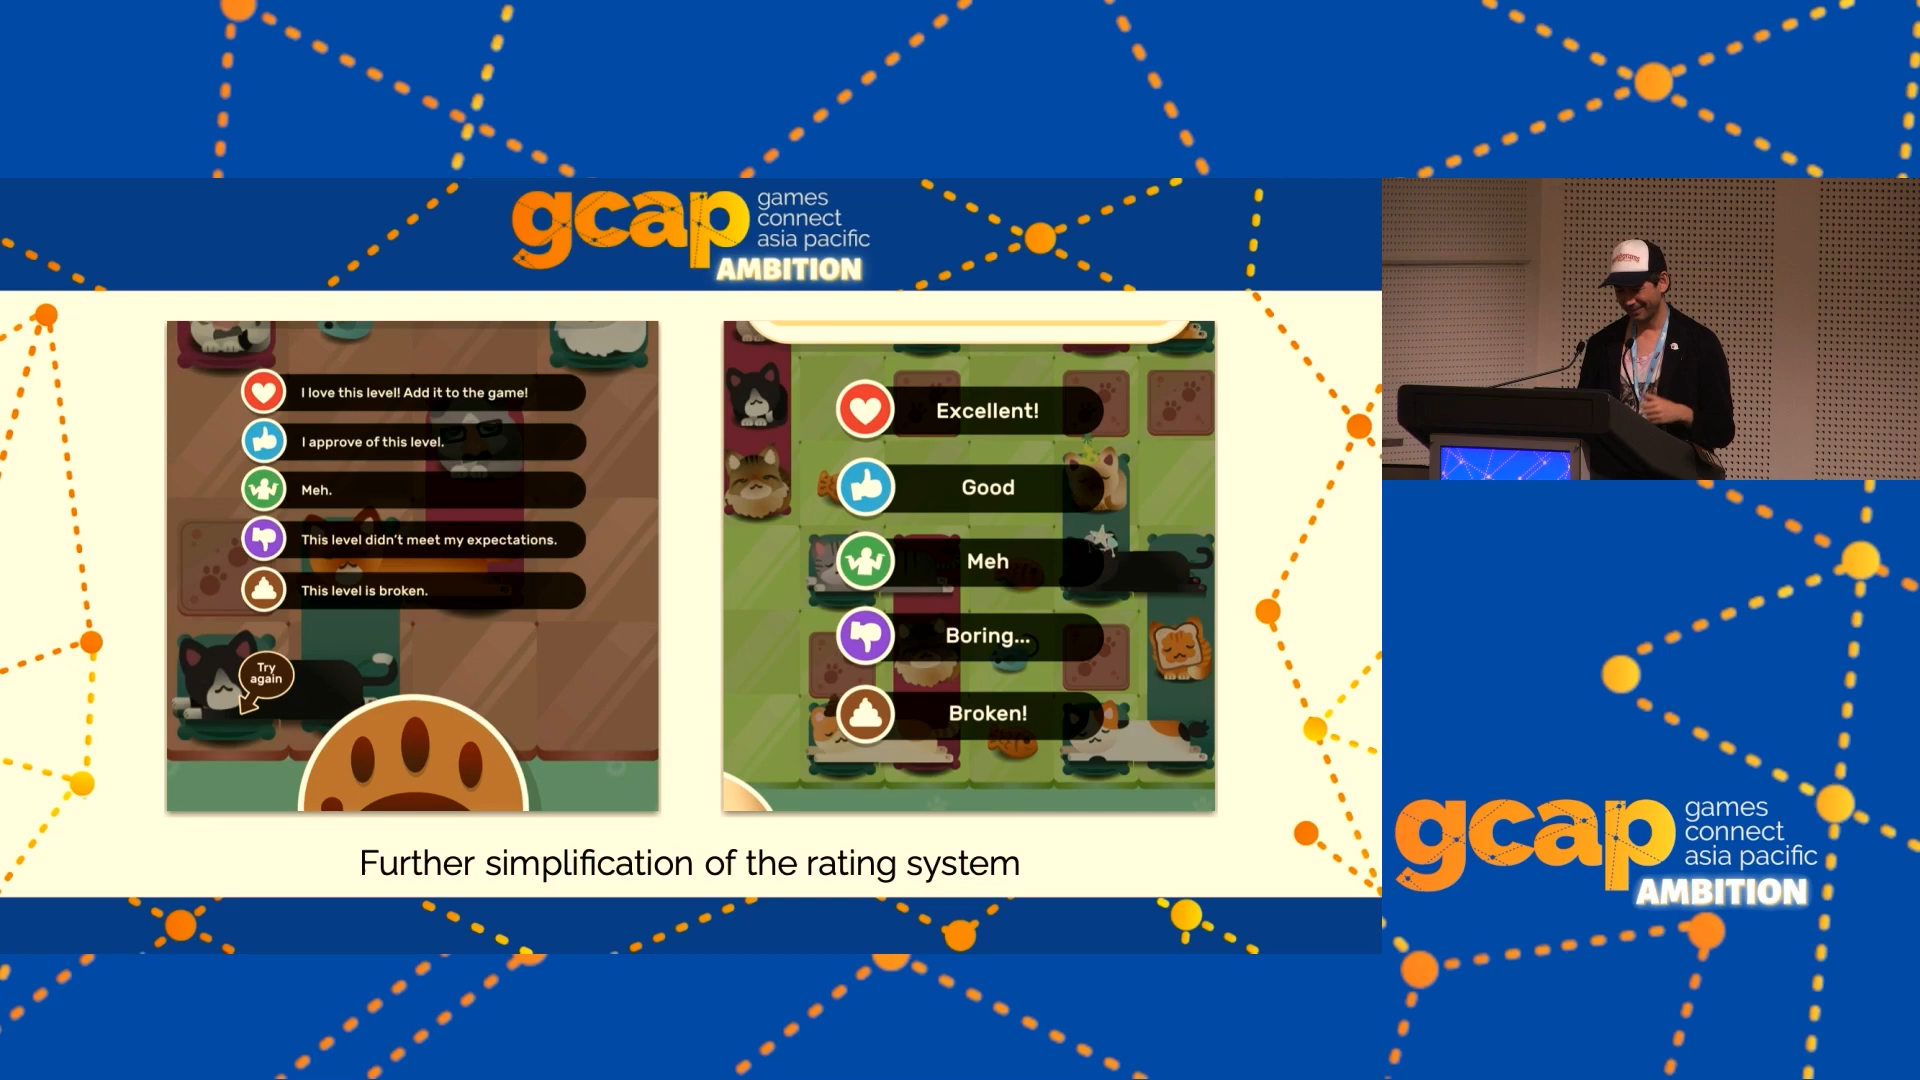 gcap games
connect
asia pacific
AMBITION
I love this level! Add it to the game!
I approve of this level.
Meh.
This level didn't meet my expectations.
This level is broken.
Try
again
Excellent!
Good
Meh
Boring...
Broken!
Further simplification of the rating system
gcap games
connect
asia pacific
AMBITION